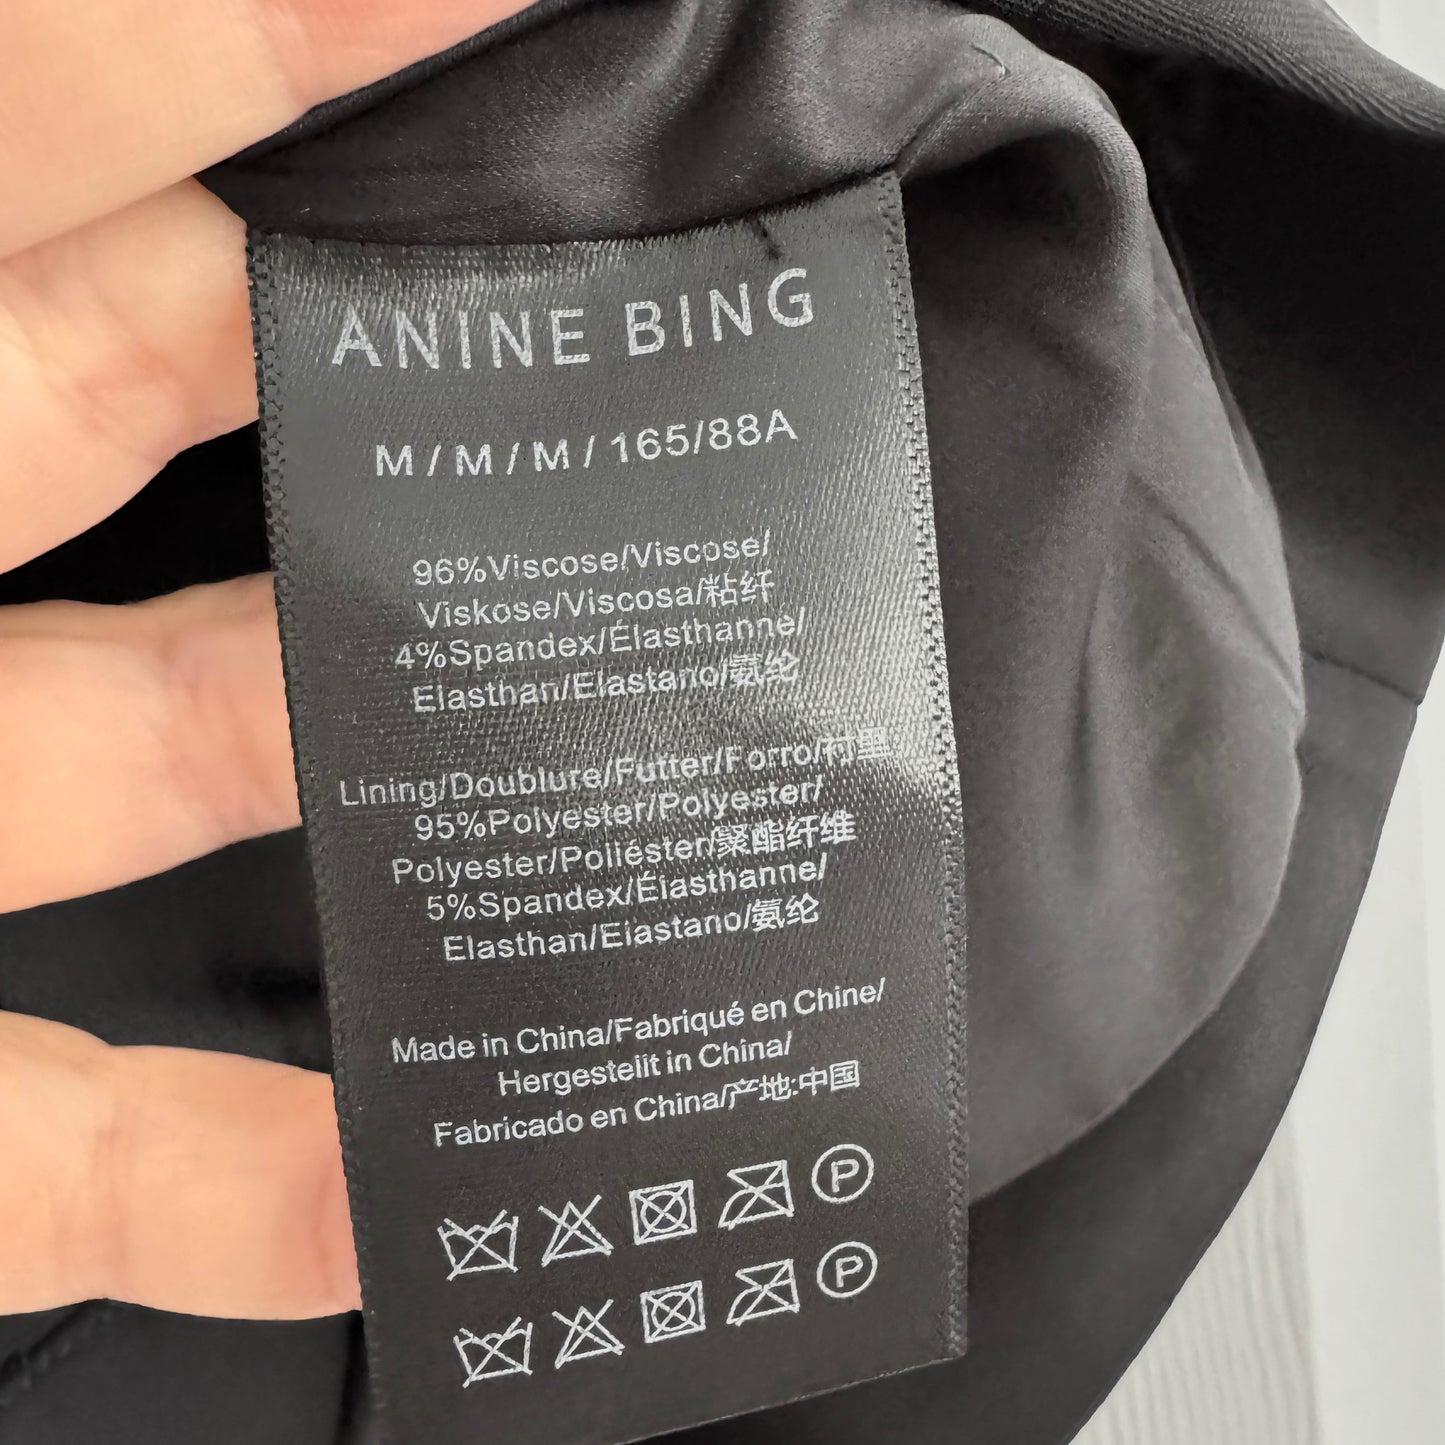 ANINE BING
M/M/M/165/88A
96%Viscose/Viscose/
Viskose/Viscosa/粘纤
4%Spandex/Élasthanne/
Elasthan/Elastano/氨纶
Lining/Doublure/Futter/Forro/村里
95%Polyester/Polyester/
Polyester/Poliéster/聚酯纤维
5%Spandex/Élasthanne/
Elasthan/Elastano/氨纶
Made in China/Fabriqué en Chine/
Hergestellt in China/
Fabricado en China/产地:中国
P
P